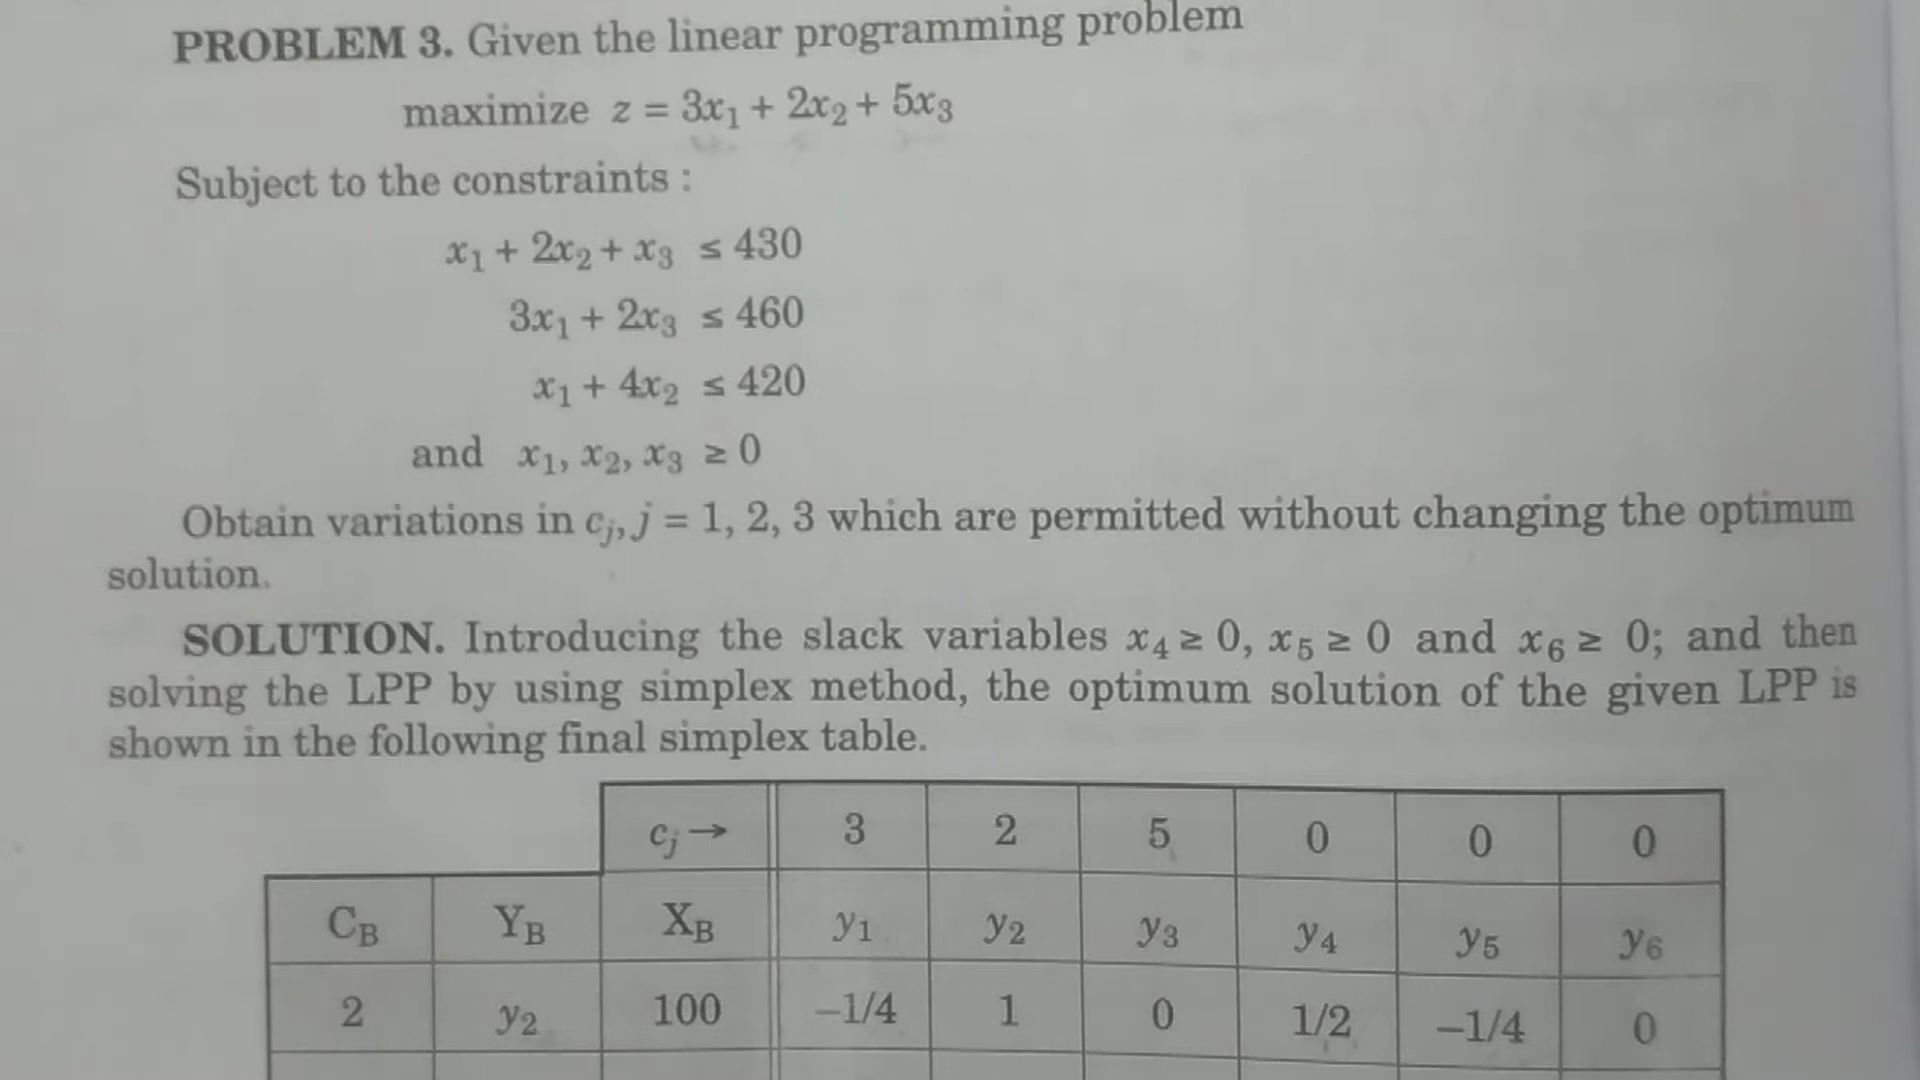 PROBLEM 3. Given the linear programming problem
maximize z = 3x₁ + 2x₂ + 5x₃
Subject to the constraints :
x₁ + 2x₂ + x₃ ≤ 430
3x₁ + 2x₃ ≤ 460
x₁ + 4x₂ ≤ 420
and x₁, x₂, x₃ ≥ 0
Obtain variations in cⱼ, j = 1, 2, 3 which are permitted without changing the optimum
solution.
SOLUTION. Introducing the slack variables x₄ ≥ 0, x₅ ≥ 0 and x₆ ≥ 0; and then
solving the LPP by using simplex method, the optimum solution of the given LPP is
shown in the following final simplex table.
cⱼ → 3 2 5 0 0 0
C_B Y_B X_B y₁ y₂ y₃ y₄ y₅ y₆
2 y₂ 100 –1/4 1 0 1/2 –1/4 0